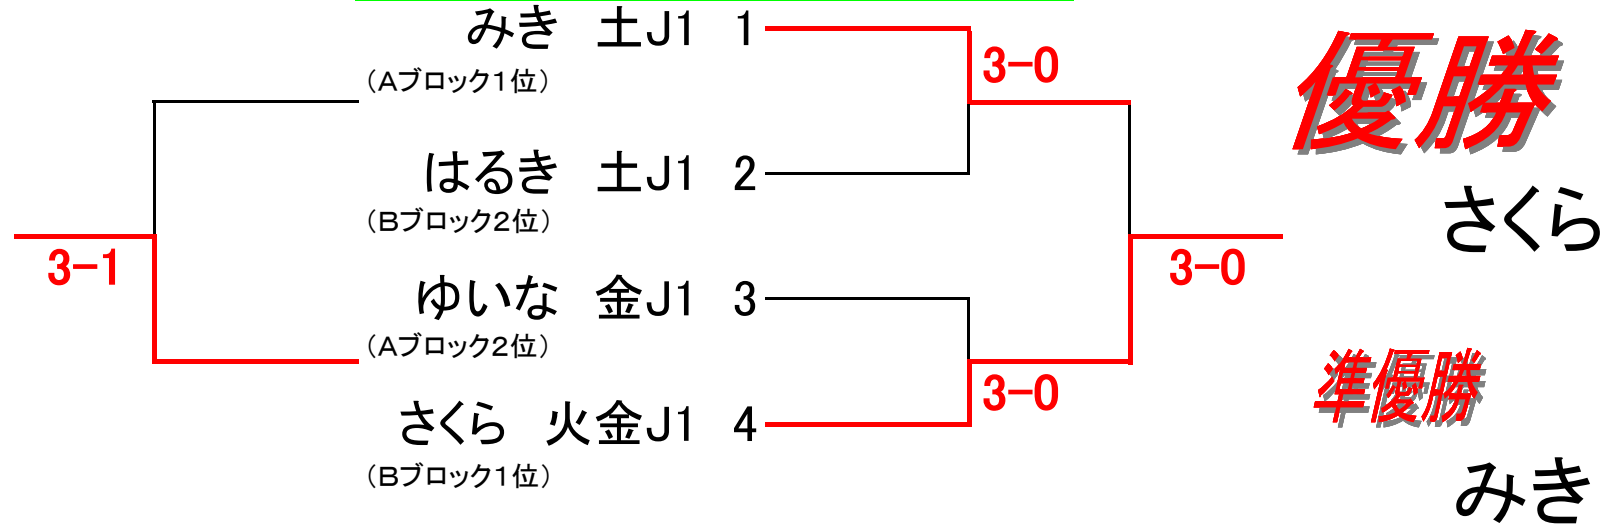 みき 土J1 1
(Aブロック1位)
3-0
優勝
はるき 土J1 2
(Bブロック2位)
さくら
3-1
3-0
ゆいな 金J1 3
(Aブロック2位)
3-0
準優勝
さくら 火金J1 4
(Bブロック1位)
みき